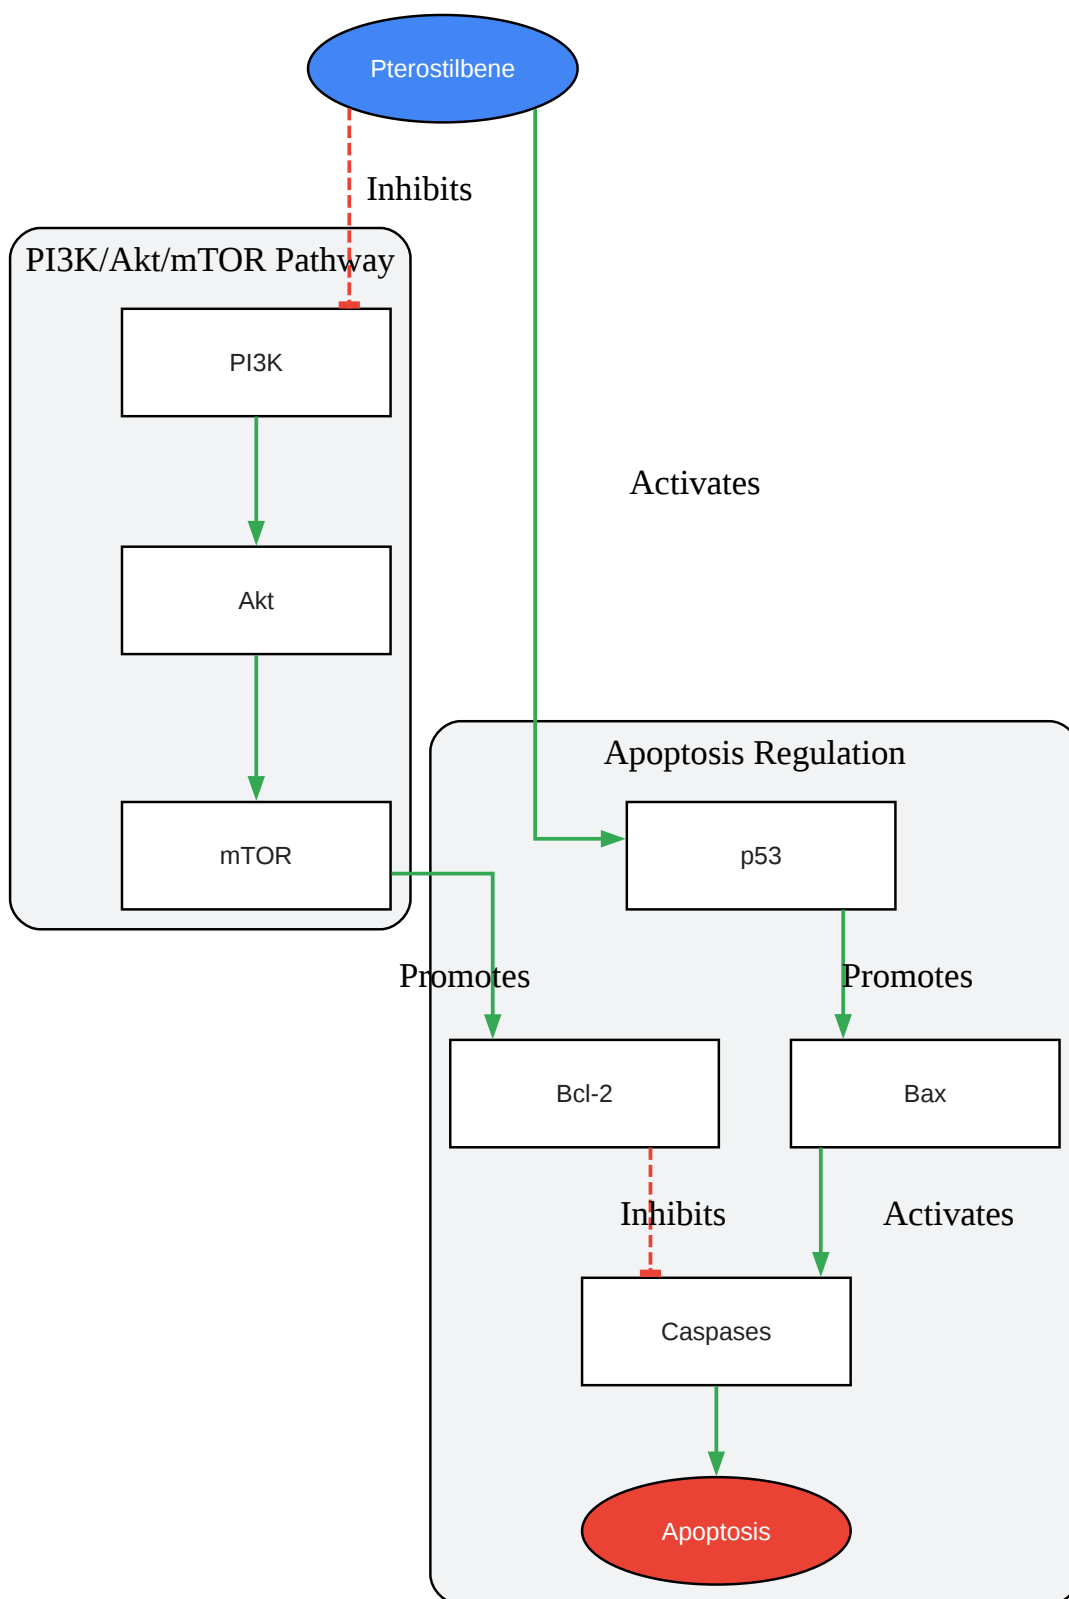 Pterostilbene
Inhibits
PI3K/Akt/mTOR Pathway
PI3K
Activates
Akt
Apoptosis Regulation
mTOR
p53
Promotes
Promotes
Bcl-2
Bax
Inhibits
Activates
Caspases
Apoptosis